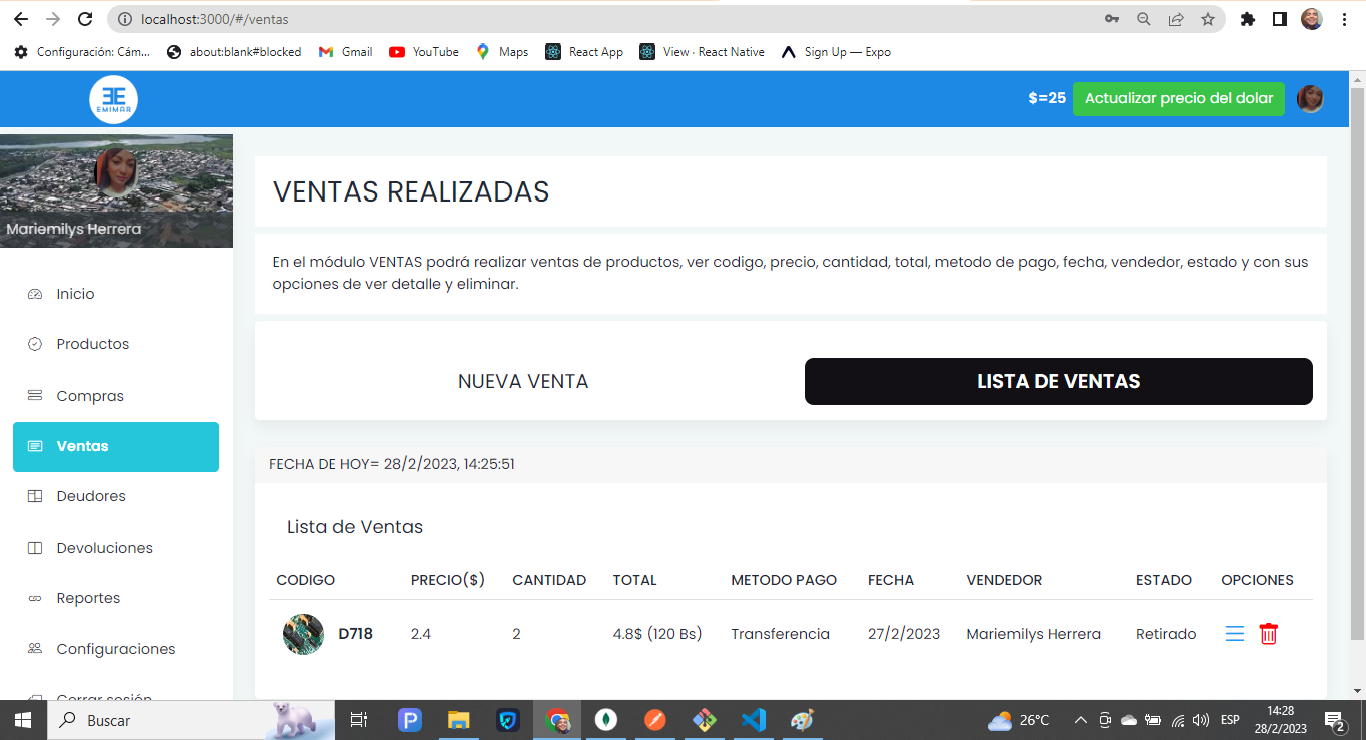 localhost:3000/#/ventas
Configuración: Cám...
about:blank#blocked
Gmail
YouTube
Maps
React App
View · React Native
Sign Up — Expo
EMIMAR
$=25
Actualizar precio del dolar
Mariemilys Herrera
Inicio
Productos
Compras
Ventas
Deudores
Devoluciones
Reportes
Configuraciones
Cerrar sesión
VENTAS REALIZADAS
En el módulo VENTAS podrá realizar ventas de productos,. ver codigo, precio, cantidad, total, metodo de pago, fecha, vendedor, estado y con sus
opciones de ver detalle y eliminar.
NUEVA VENTA
LISTA DE VENTAS
FECHA DE HOY= 28/2/2023, 14:25:51
Lista de Ventas
CODIGO PRECIO($) CANTIDAD TOTAL METODO PAGO FECHA VENDEDOR ESTADO OPCIONES
D718 2.4 2 4.8$ (120 Bs) Transferencia 27/2/2023 Mariemilys Herrera Retirado
Buscar
P
26°C
ESP
14:28
28/2/2023
2